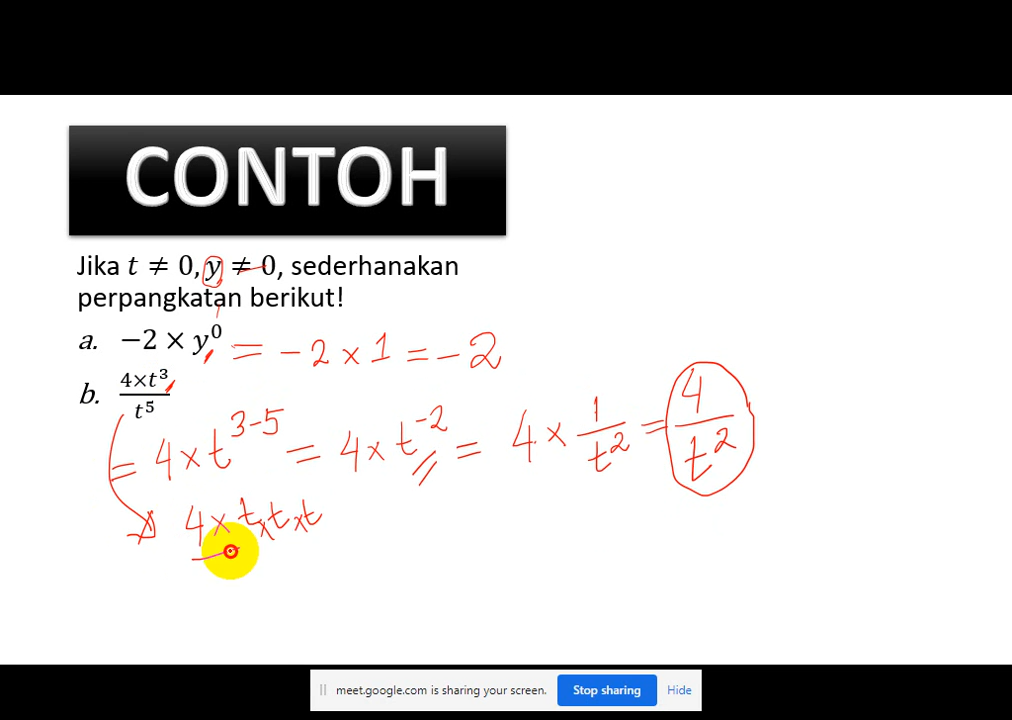 CONTOH
Jika t ≠ 0, y ≠ 0, sederhanakan
perpangkatan berikut!
a. −2 × y⁰ = −2 × 1 = −2
b. 4×t³/t⁵
= 4 × t³⁻⁵ = 4 × t⁻² = 4 × 1/t² = 4/t²
4 × t × t × t
meet.google.com is sharing your screen. Stop sharing Hide